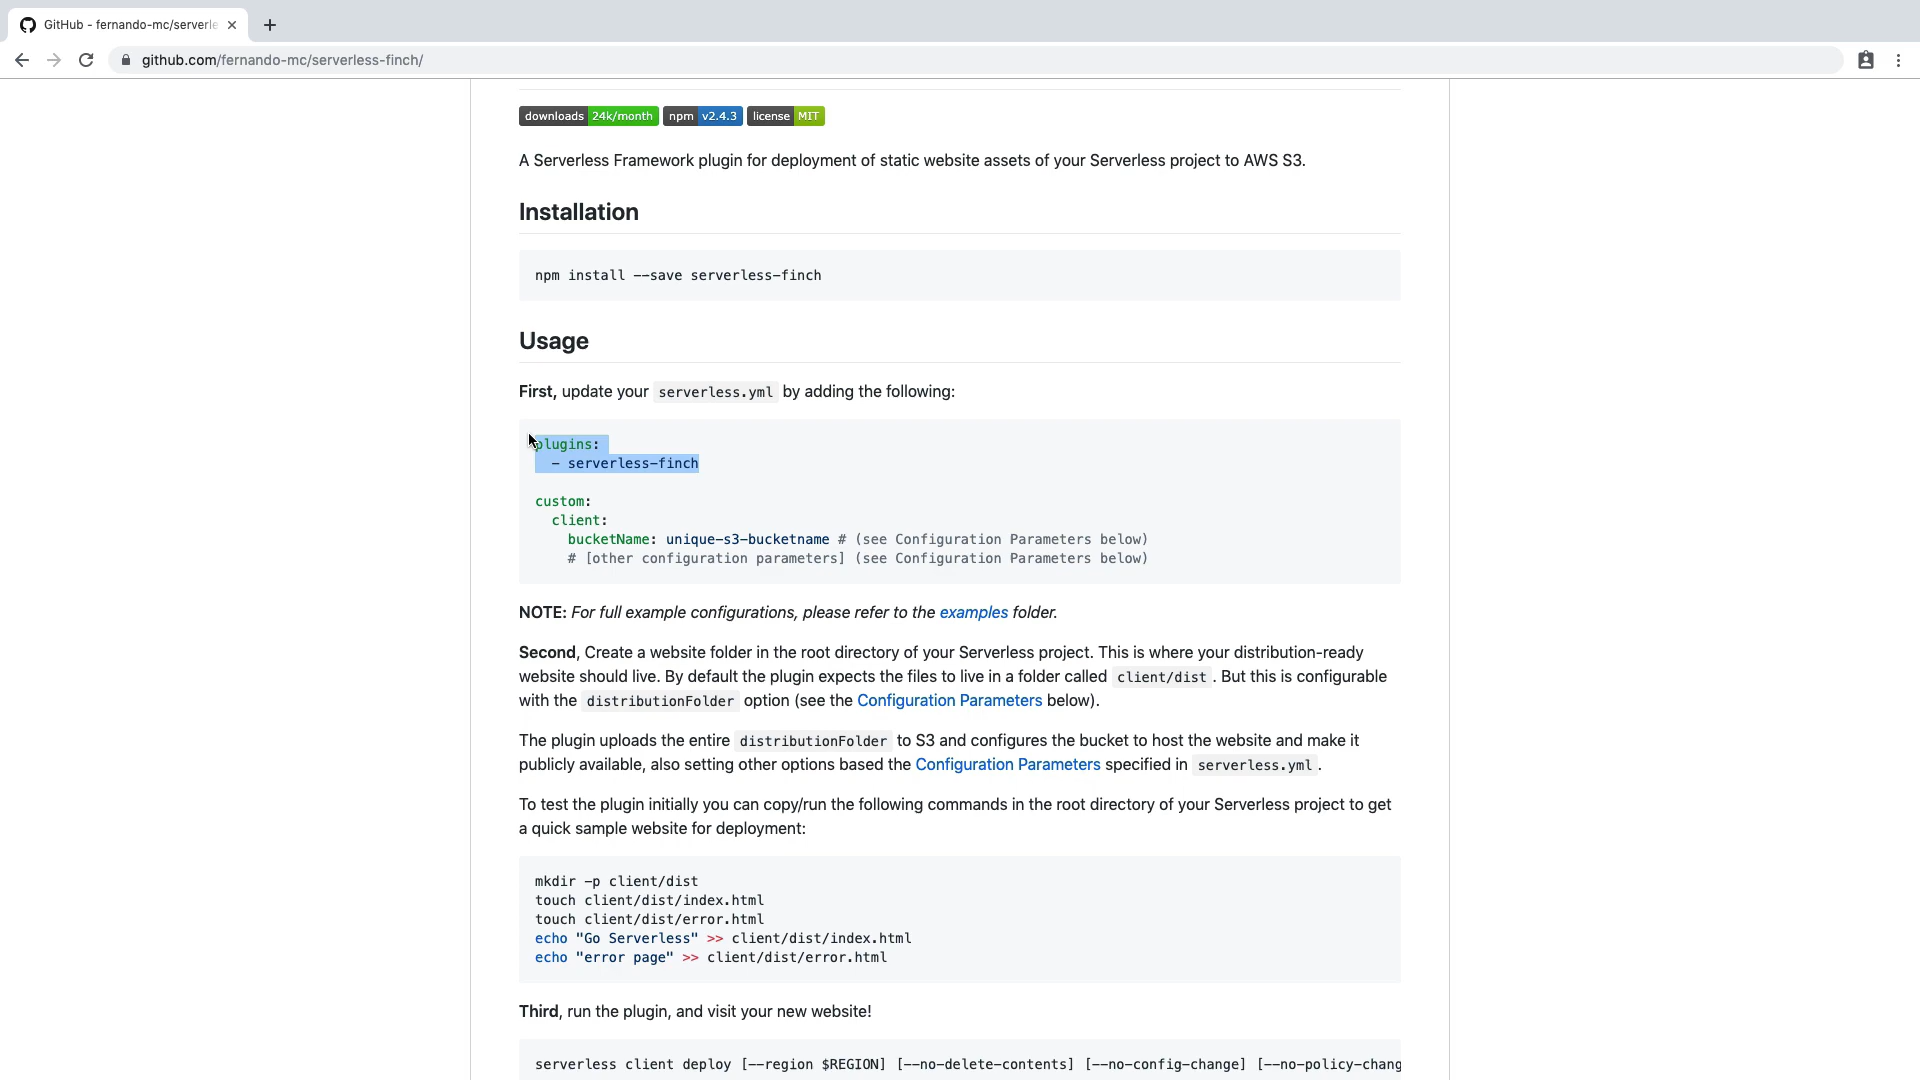 GitHub - fernando-mc/serverle
github.com/fernando-mc/serverless-finch/
downloads 24k/month npm v2.4.3 license MIT
A Serverless Framework plugin for deployment of static website assets of your Serverless project to AWS S3.
Installation
npm install --save serverless-finch
Usage
First, update your serverless.yml by adding the following:
plugins:
  - serverless-finch
custom:
  client:
    bucketName: unique-s3-bucketname # (see Configuration Parameters below)
    # [other configuration parameters] (see Configuration Parameters below)
NOTE: For full example configurations, please refer to the examples folder.
Second, Create a website folder in the root directory of your Serverless project. This is where your distribution-ready
website should live. By default the plugin expects the files to live in a folder called client/dist. But this is configurable
with the distributionFolder option (see the Configuration Parameters below).
The plugin uploads the entire distributionFolder to S3 and configures the bucket to host the website and make it
publicly available, also setting other options based the Configuration Parameters specified in serverless.yml.
To test the plugin initially you can copy/run the following commands in the root directory of your Serverless project to get
a quick sample website for deployment:
mkdir -p client/dist
touch client/dist/index.html
touch client/dist/error.html
echo "Go Serverless" >> client/dist/index.html
echo "error page" >> client/dist/error.html
Third, run the plugin, and visit your new website!
serverless client deploy [--region $REGION] [--no-delete-contents] [--no-config-change] [--no-policy-chang